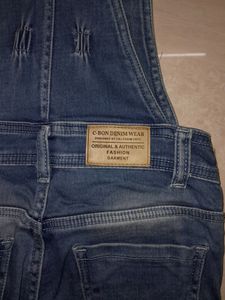 C-BON DENIM WEAR
ORIGINAL & AUTHENTIC
FASHION
GARMENT